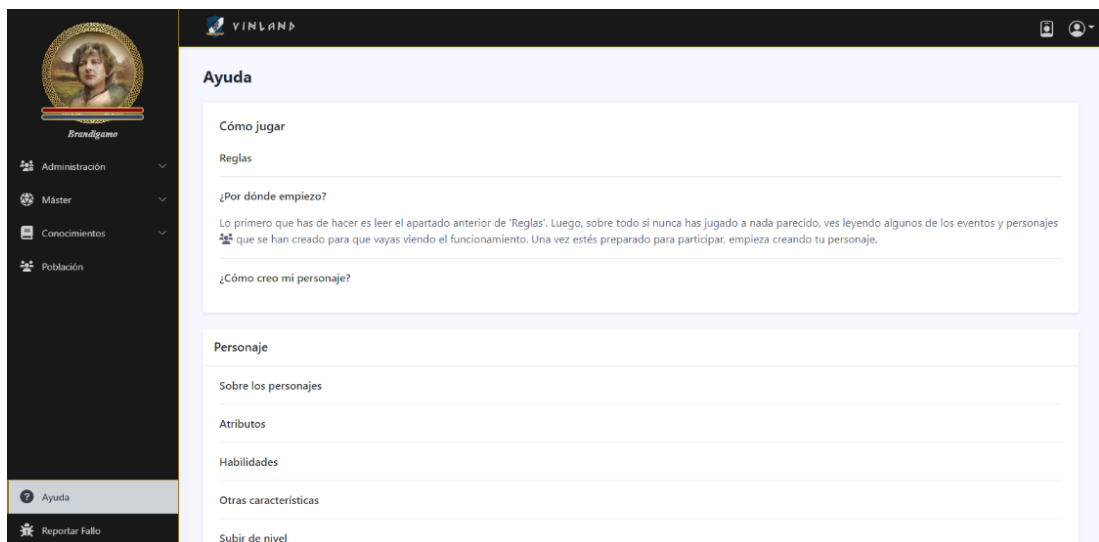 VINLAND
Brandigamo
Administración
Máster
Conocimientos
Población
Ayuda
Reportar Fallo
Ayuda
Cómo jugar
Reglas
¿Por dónde empiezo?
Lo primero que has de hacer es leer el apartado anterior de 'Reglas'. Luego, sobre todo si nunca has jugado a nada parecido, ves leyendo algunos de los eventos y personajes
que se han creado para que vayas viendo el funcionamiento. Una vez estés preparado para participar, empieza creando tu personaje.
¿Cómo creo mi personaje?
Personaje
Sobre los personajes
Atributos
Habilidades
Otras características
Subir de nivel